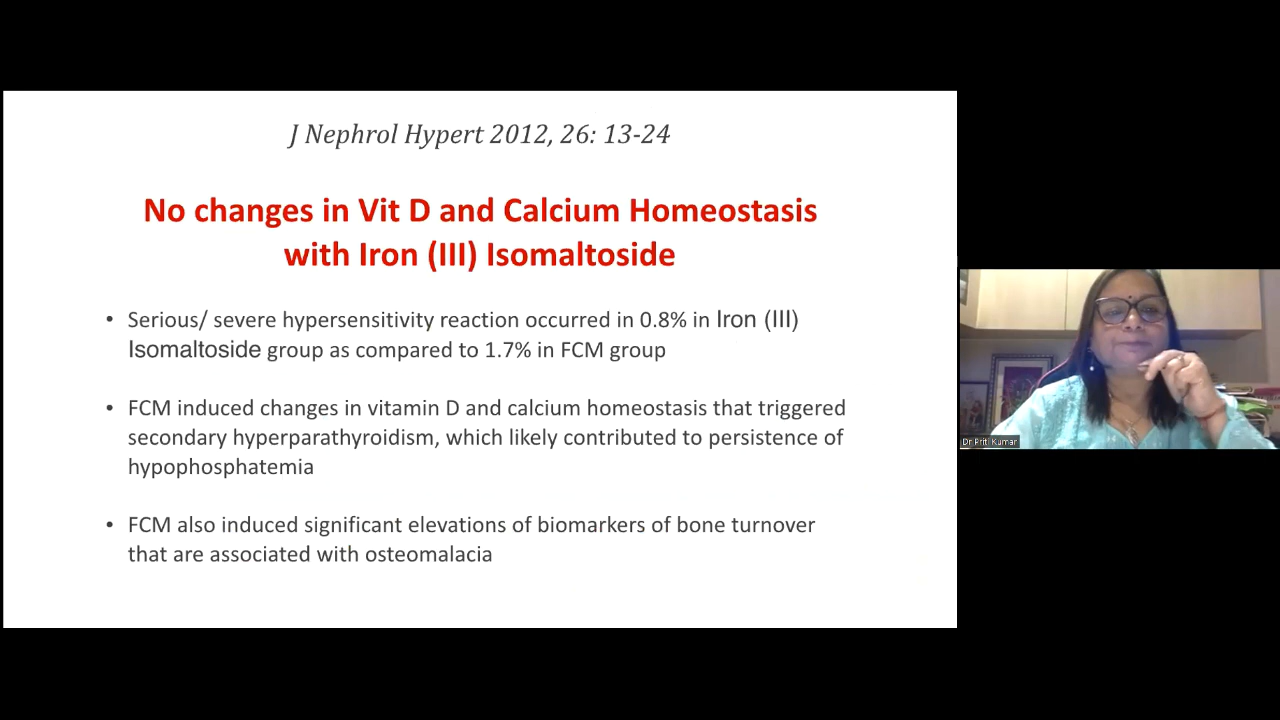 J Nephrol Hypert 2012, 26: 13-24
No changes in Vit D and Calcium Homeostasis
with Iron (III) Isomaltoside
• Serious/ severe hypersensitivity reaction occurred in 0.8% in Iron (III)
Isomaltoside group as compared to 1.7% in FCM group
• FCM induced changes in vitamin D and calcium homeostasis that triggered
secondary hyperparathyroidism, which likely contributed to persistence of
hypophosphatemia
• FCM also induced significant elevations of biomarkers of bone turnover
that are associated with osteomalacia
Dr Priti Kumar